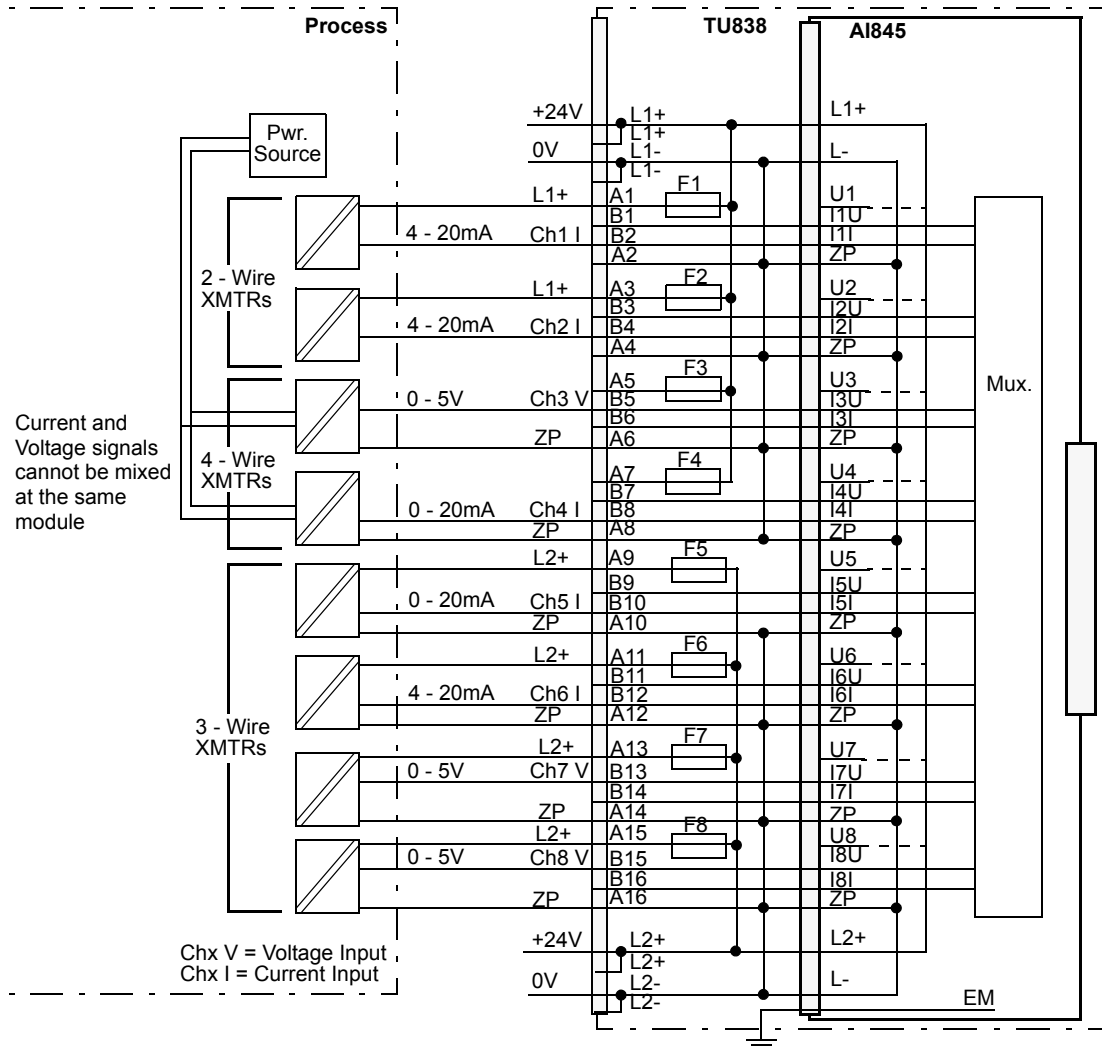 Process
TU838
AI845
+24V
L1+
L1+
L1+
0V
L1-
L1-
L-
Pwr.
Source
L1+
A1
F1
U1
B1
I1U
4 - 20mA
Ch1 I
B2
I1I
A2
ZP
2 - Wire
XMTRs
L1+
A3
F2
U2
B3
I2U
4 - 20mA
Ch2 I
B4
I2I
A4
ZP
A5
F3
U3
0 - 5V
Ch3 V
B5
I3U
B6
I3I
ZP
A6
ZP
Mux.
Current and
Voltage signals
cannot be mixed
at the same
module
4 - Wire
XMTRs
A7
F4
U4
B7
I4U
0 - 20mA
Ch4 I
B8
I4I
ZP
A8
ZP
L2+
A9
F5
U5
B9
I5U
0 - 20mA
Ch5 I
B10
I5I
ZP
A10
ZP
L2+
A11
F6
U6
B11
I6U
4 - 20mA
Ch6 I
B12
I6I
ZP
A12
ZP
3 - Wire
XMTRs
L2+
A13
F7
U7
0 - 5V
Ch7 V
B13
I7U
B14
I7I
ZP
A14
ZP
L2+
A15
F8
U8
0 - 5V
Ch8 V
B15
I8U
B16
I8I
ZP
A16
ZP
+24V
L2+
L2+
L2+
0V
L2-
L2-
L-
Chx V = Voltage Input
Chx I = Current Input
EM